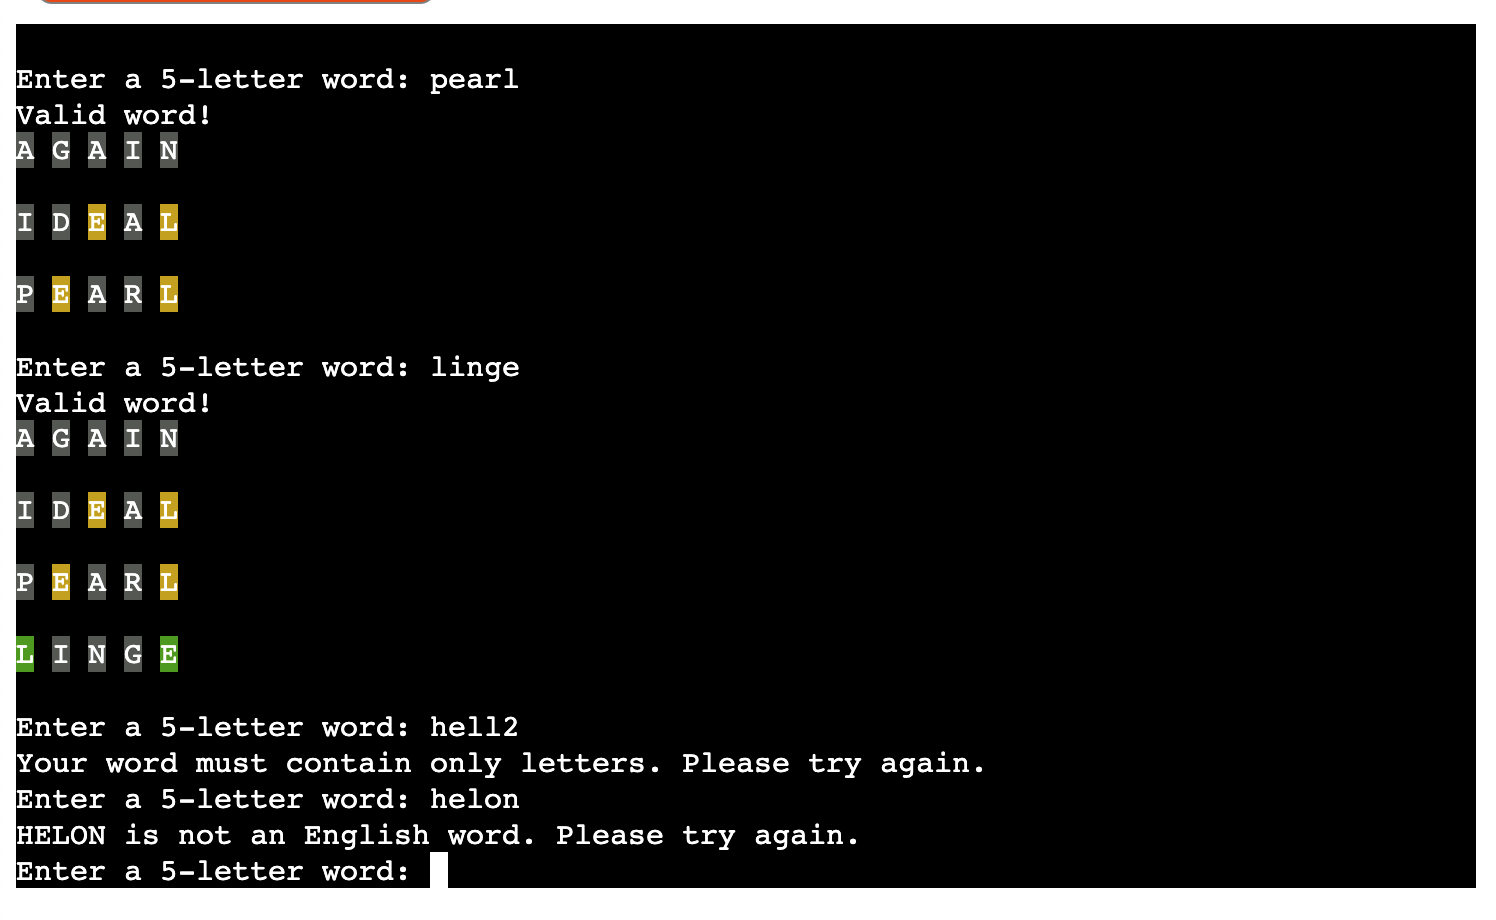 Enter a 5-letter word: pearl
Valid word!
A G A I N
I D E A L
P E A R L
Enter a 5-letter word: linge
Valid word!
A G A I N
I D E A L
P E A R L
L I N G E
Enter a 5-letter word: hell2
Your word must contain only letters. Please try again.
Enter a 5-letter word: helon
HELON is not an English word. Please try again.
Enter a 5-letter word: